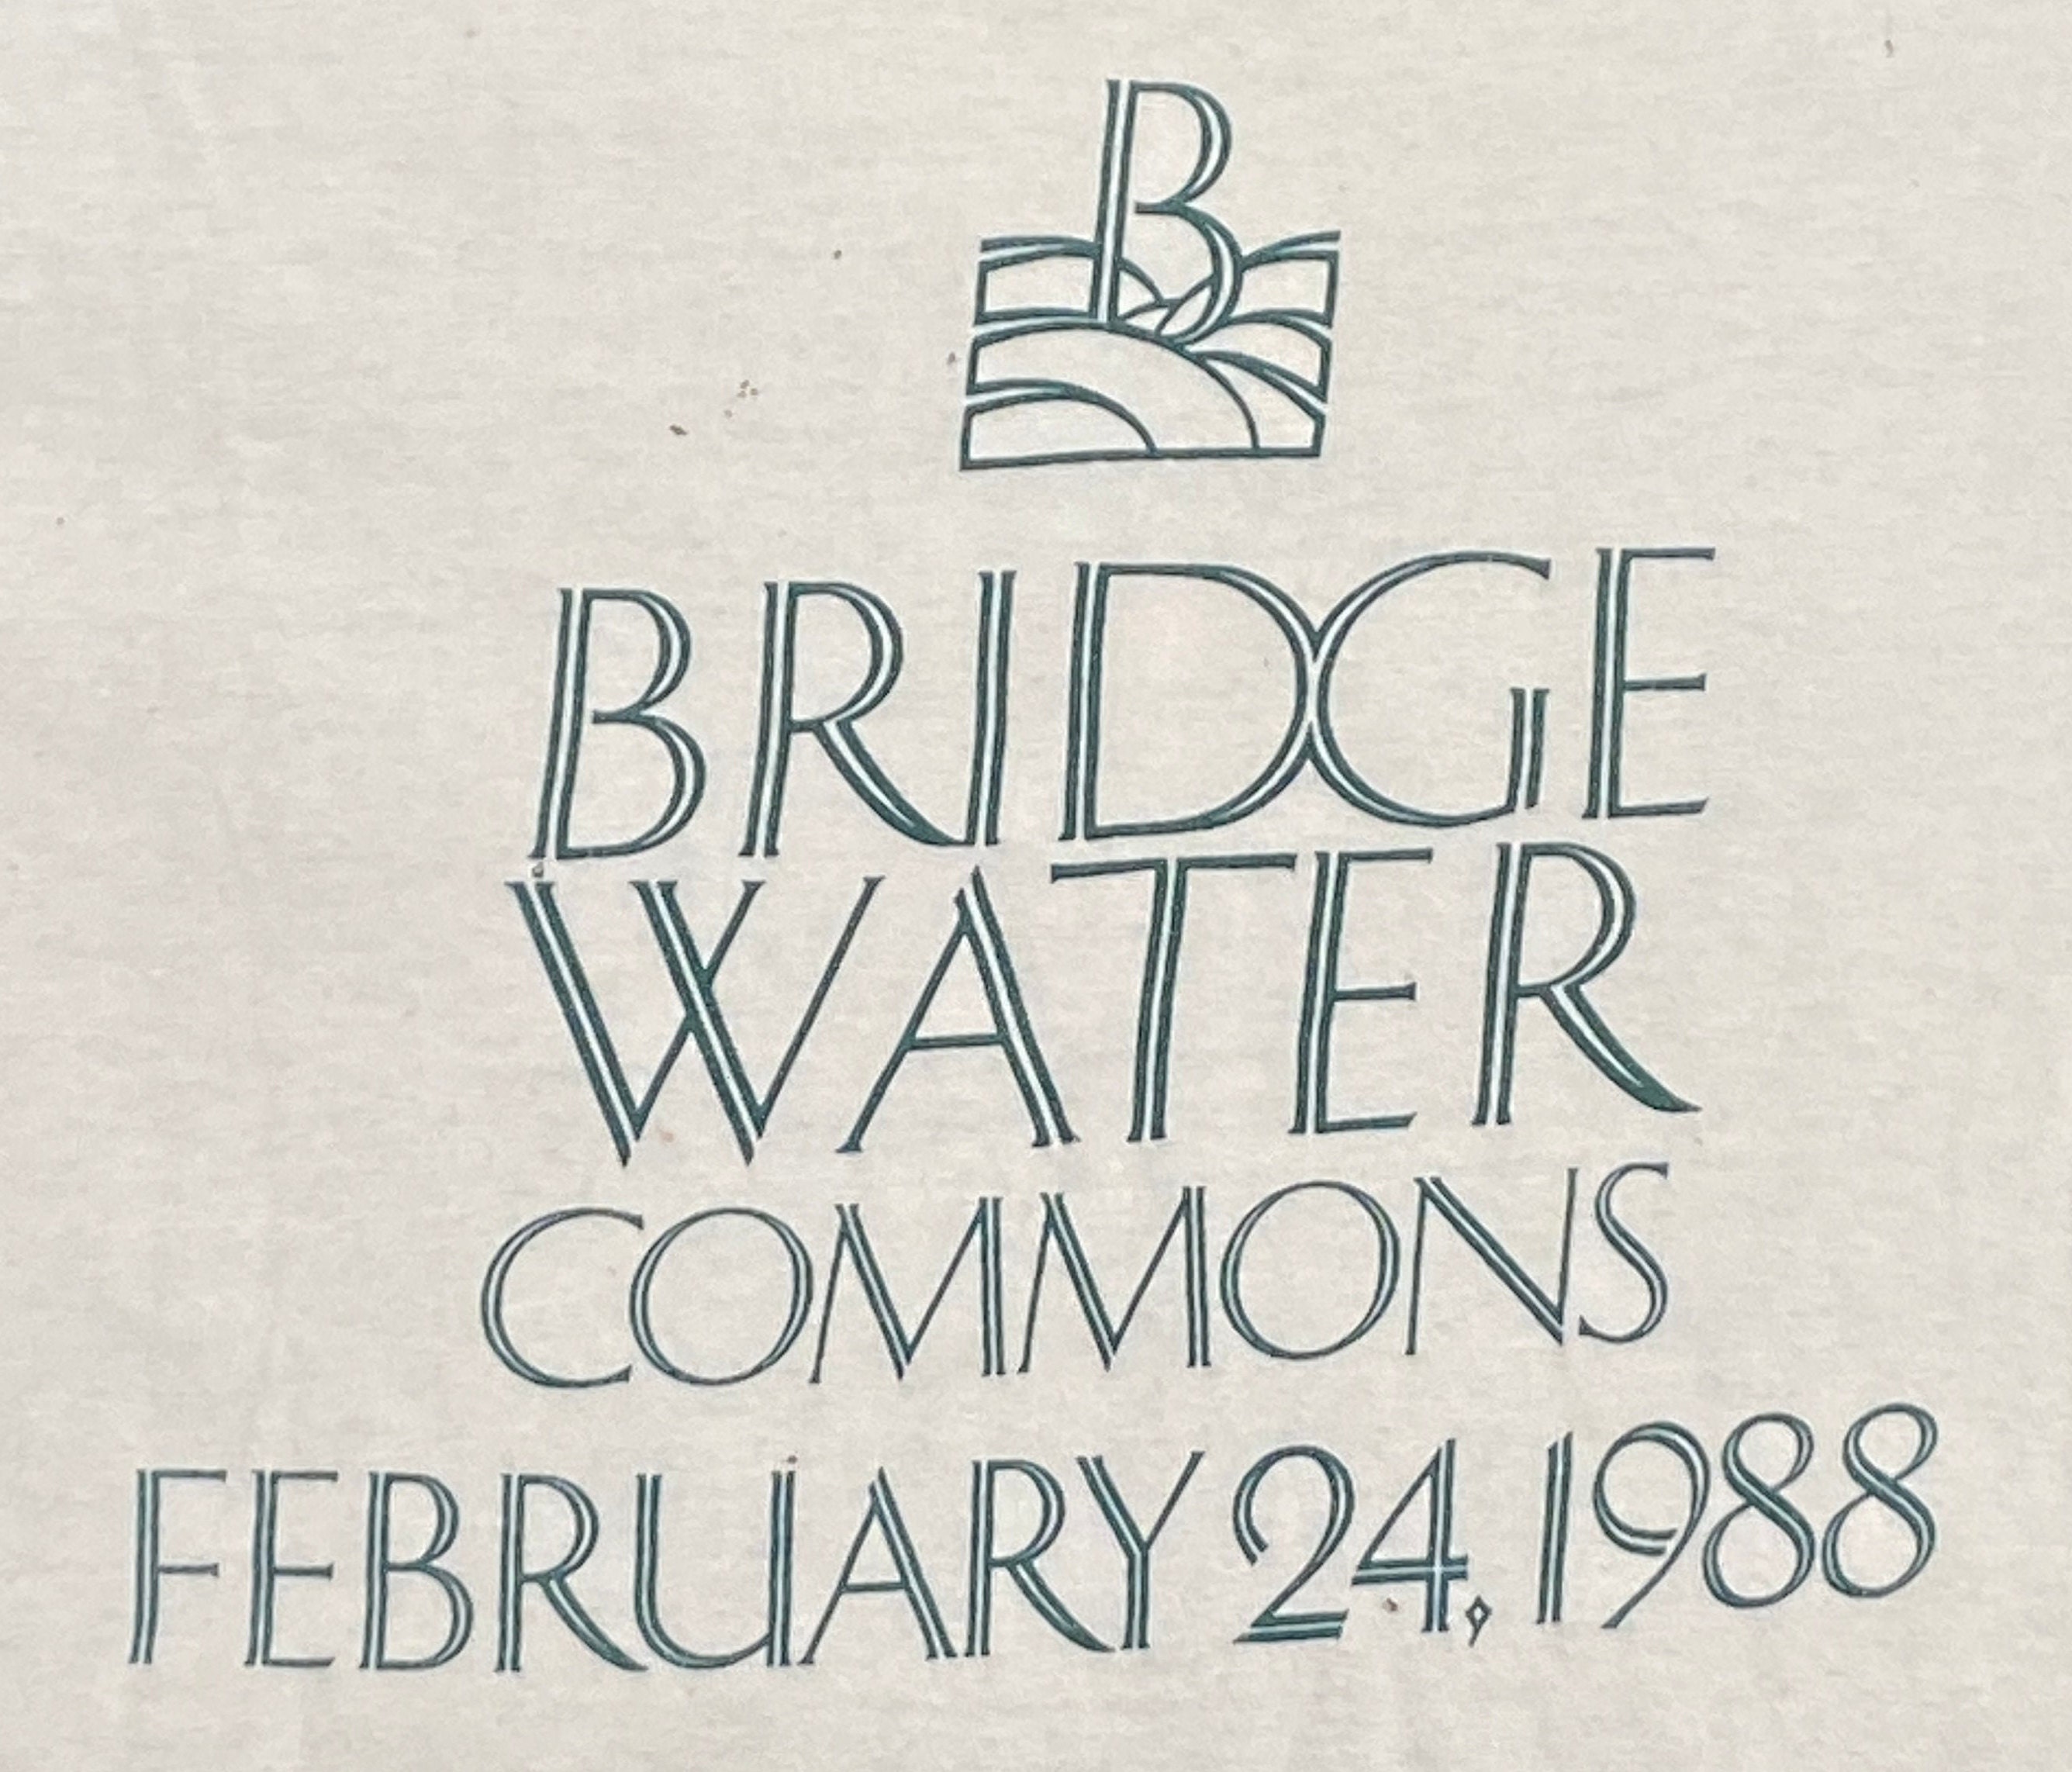 B
BRIDGE
WATER
COMMONS
FEBRUARY 24, 1988